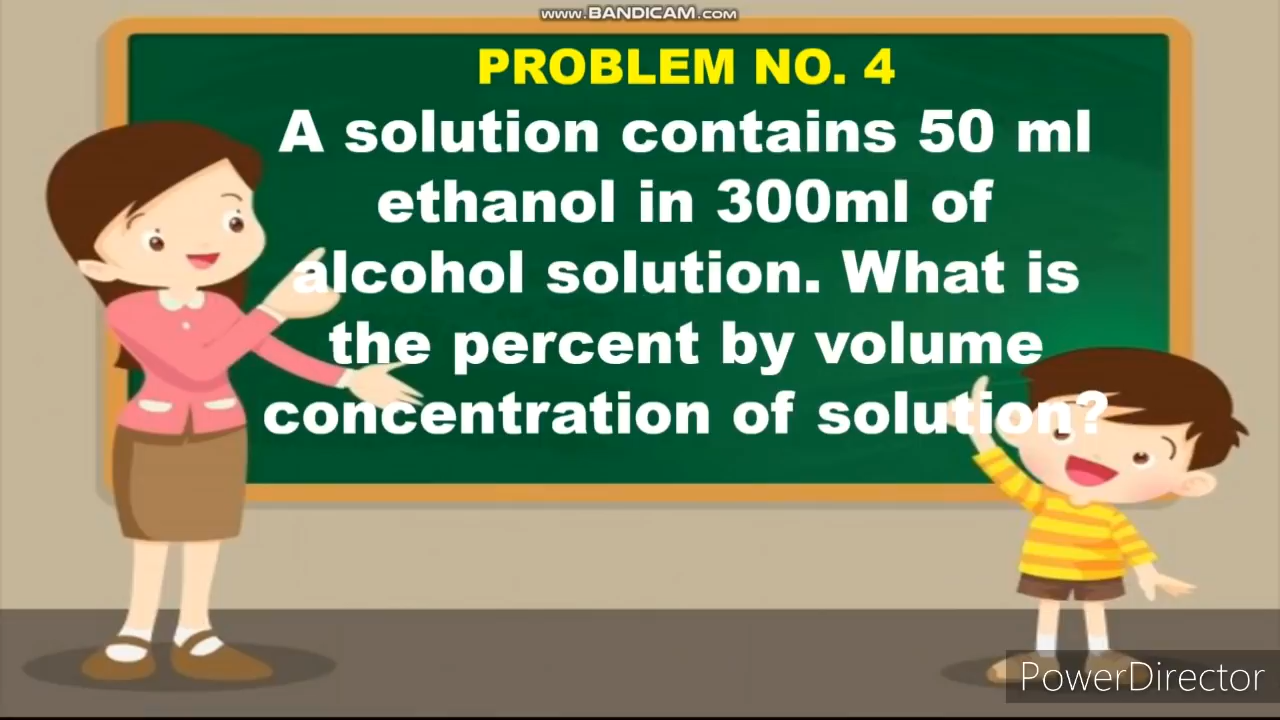 www.BANDICAM.com
PROBLEM NO. 4
A solution contains 50 ml
ethanol in 300ml of
alcohol solution. What is
the percent by volume
concentration of solution?
PowerDirector